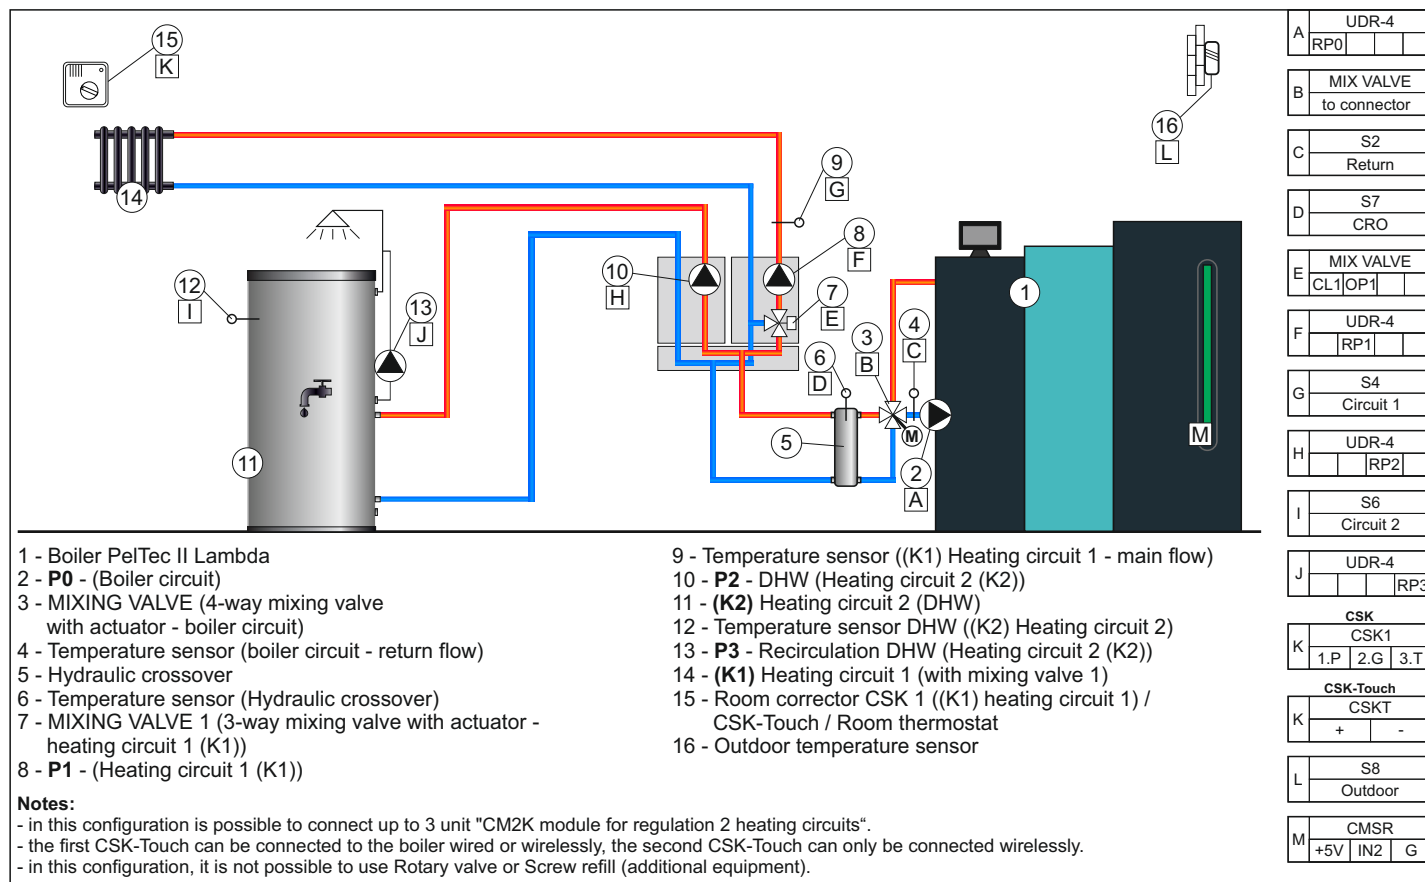 15
K
14
12
I
13
J
11
10
H
9
G
8
F
7
E
6
D
5
3
B
4
C
M
2
A
1
M
16
L
1 - Boiler PelTec II Lambda
2 - P0 - (Boiler circuit)
3 - MIXING VALVE (4-way mixing valve
with actuator - boiler circuit)
4 - Temperature sensor (boiler circuit - return flow)
5 - Hydraulic crossover
6 - Temperature sensor (Hydraulic crossover)
7 - MIXING VALVE 1 (3-way mixing valve with actuator -
heating circuit 1 (K1))
8 - P1 - (Heating circuit 1 (K1))
9 - Temperature sensor ((K1) Heating circuit 1 - main flow)
10 - P2 - DHW (Heating circuit 2 (K2))
11 - (K2) Heating circuit 2 (DHW)
12 - Temperature sensor DHW ((K2) Heating circuit 2)
13 - P3 - Recirculation DHW (Heating circuit 2 (K2))
14 - (K1) Heating circuit 1 (with mixing valve 1)
15 - Room corrector CSK 1 ((K1) heating circuit 1) /
CSK-Touch / Room thermostat
16 - Outdoor temperature sensor
Notes:
- in this configuration is possible to connect up to 3 unit "CM2K module for regulation 2 heating circuits“.
- the first CSK-Touch can be connected to the boiler wired or wirelessly, the second CSK-Touch can only be connected wirelessly.
- in this configuration, it is not possible to use Rotary valve or Screw refill (additional equipment).
A UDR-4
RP0
B MIX VALVE
to connector
C S2
Return
D S7
CRO
E MIX VALVE
CL1 OP1
F UDR-4
RP1
G S4
Circuit 1
H UDR-4
RP2
I S6
Circuit 2
J UDR-4
RP3
CSK
K CSK1
1.P 2.G 3.T
CSK-Touch
K CSKT
+ -
L S8
Outdoor
M CMSR
+5V IN2 G